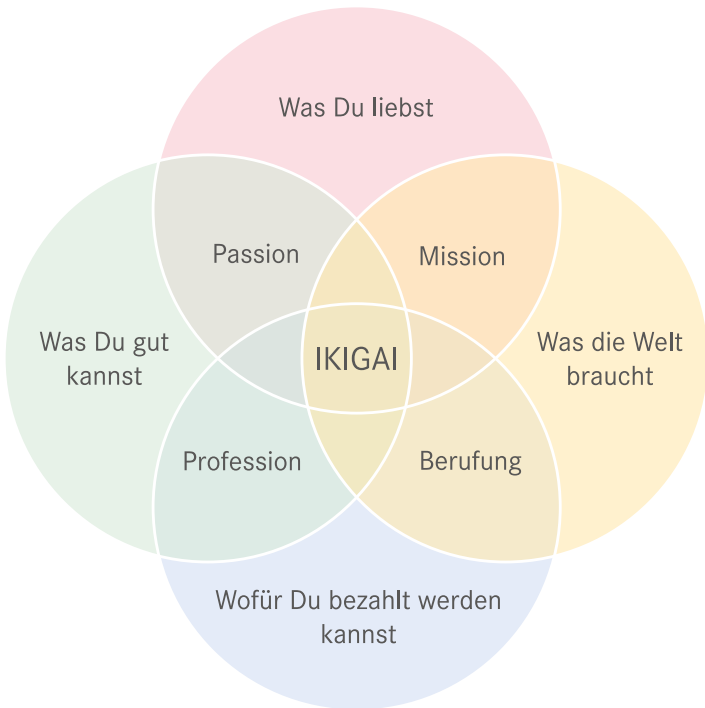 Was Du liebst
Passion
Mission
Was Du gut
kannst
IKIGAI
Was die Welt
braucht
Profession
Berufung
Wofür Du bezahlt werden
kannst